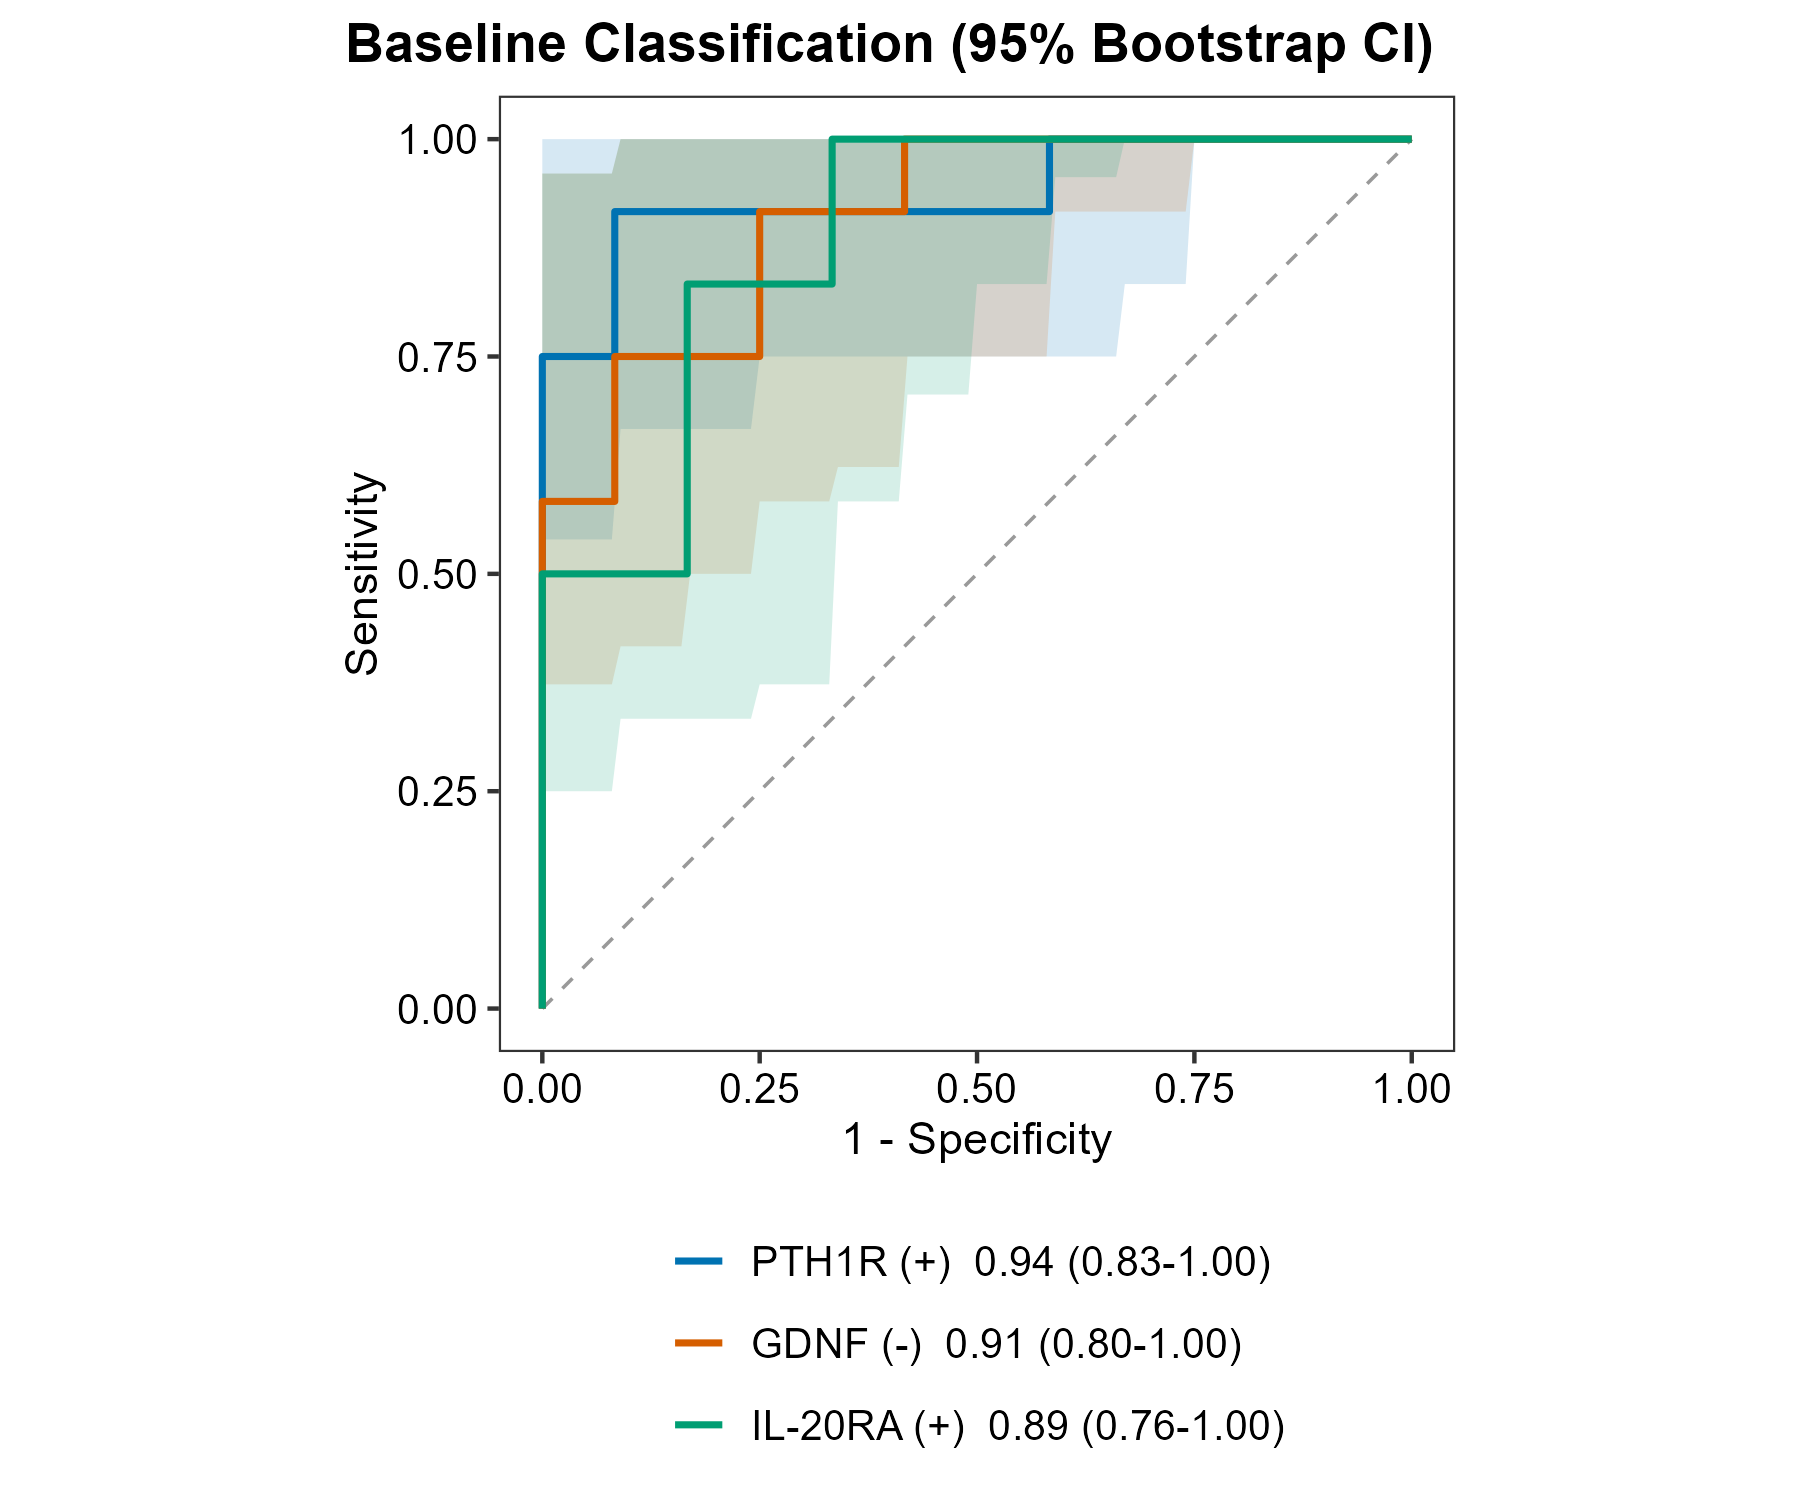 Baseline Classification (95% Bootstrap CI)
1.00
0.75
0.50
0.25
0.00
Sensitivity
0.00 0.25 0.50 0.75 1.00
1 - Specificity
PTH1R (+) 0.94 (0.83-1.00)
GDNF (-) 0.91 (0.80-1.00)
IL-20RA (+) 0.89 (0.76-1.00)